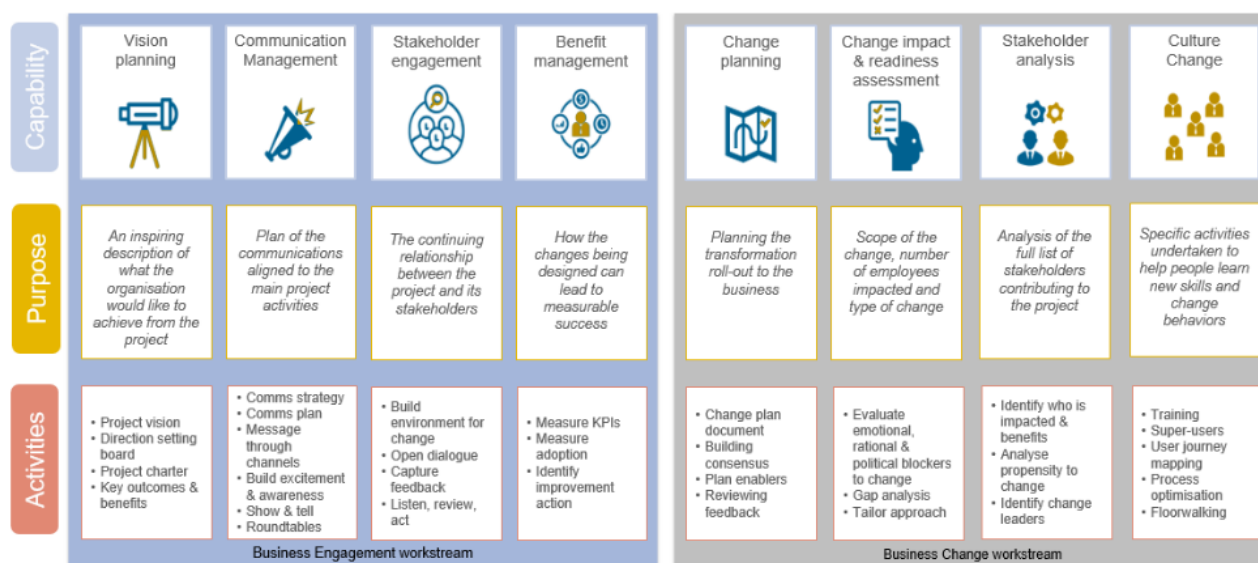 Capability
Vision
planning
Communication
Management
Stakeholder
engagement
Benefit
management
Change
planning
Change impact
& readiness
assessment
Stakeholder
analysis
Culture
Change
Purpose
An inspiring
description of
what the
organisation
would like to
achieve from the
project
Plan of the
communications
aligned to the
main project
activities
The continuing
relationship
between the
project and its
stakeholders
How the
changes being
designed can
lead to
measurable
success
Planning the
transformation
roll-out to the
business
Scope of the
change, number
of employees
impacted and
type of change
Analysis of the
full list of
stakeholders
contributing to
the project
Specific activities
undertaken to
help people learn
new skills and
change
behaviors
Activities
• Project vision
• Direction setting
board
• Project charter
• Key outcomes &
benefits
• Comms strategy
• Comms plan
• Message
through
channels
• Build excitement
& awareness
• Show & tell
• Roundtables
• Build
environment for
change
• Open dialogue
• Capture
feedback
• Listen, review,
act
• Measure KPIs
• Measure
adoption
• Identify
improvement
action
• Change plan
document
• Building
consensus
• Plan enablers
• Reviewing
feedback
• Evaluate
emotional,
rational &
political blockers
to change
• Gap analysis
• Tailor approach
• Identify who is
impacted &
benefits
• Analyse
propensity to
change
• Identify change
leaders
• Training
• Super-users
• User journey
mapping
• Process
optimisation
• Floorwalking
Business Engagement workstream
Business Change workstream